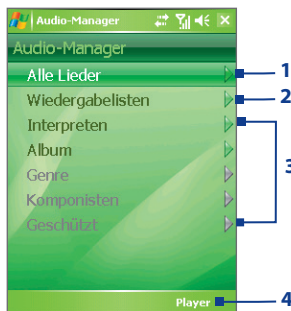 Audio-Manager
Audio-Manager
Alle Lieder
Wiedergabelisten
Interpreten
Album
Genre
Komponisten
Geschützt
Player
1
2
3
4